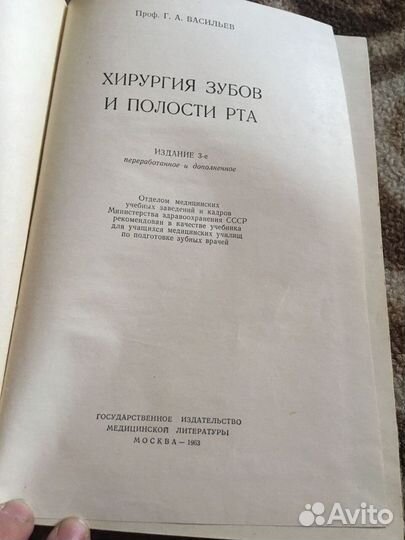 Проф. Г. А. ВАСИЛЬЕВ
ХИРУРГИЯ ЗУБОВ
И ПОЛОСТИ РТА
ИЗДАНИЕ 3-е
переработанное и дополненное
Отделом медицинских
учебных заведений и кадров
Министерства здравоохранения СССР
рекомендован в качестве учебника
для учащихся медицинских училищ
по подготовке зубных врачей
ГОСУДАРСТВЕННОЕ ИЗДАТЕЛЬСТВО
МЕДИЦИНСКОЙ ЛИТЕРАТУРЫ
МОСКВА — 1963
Avito